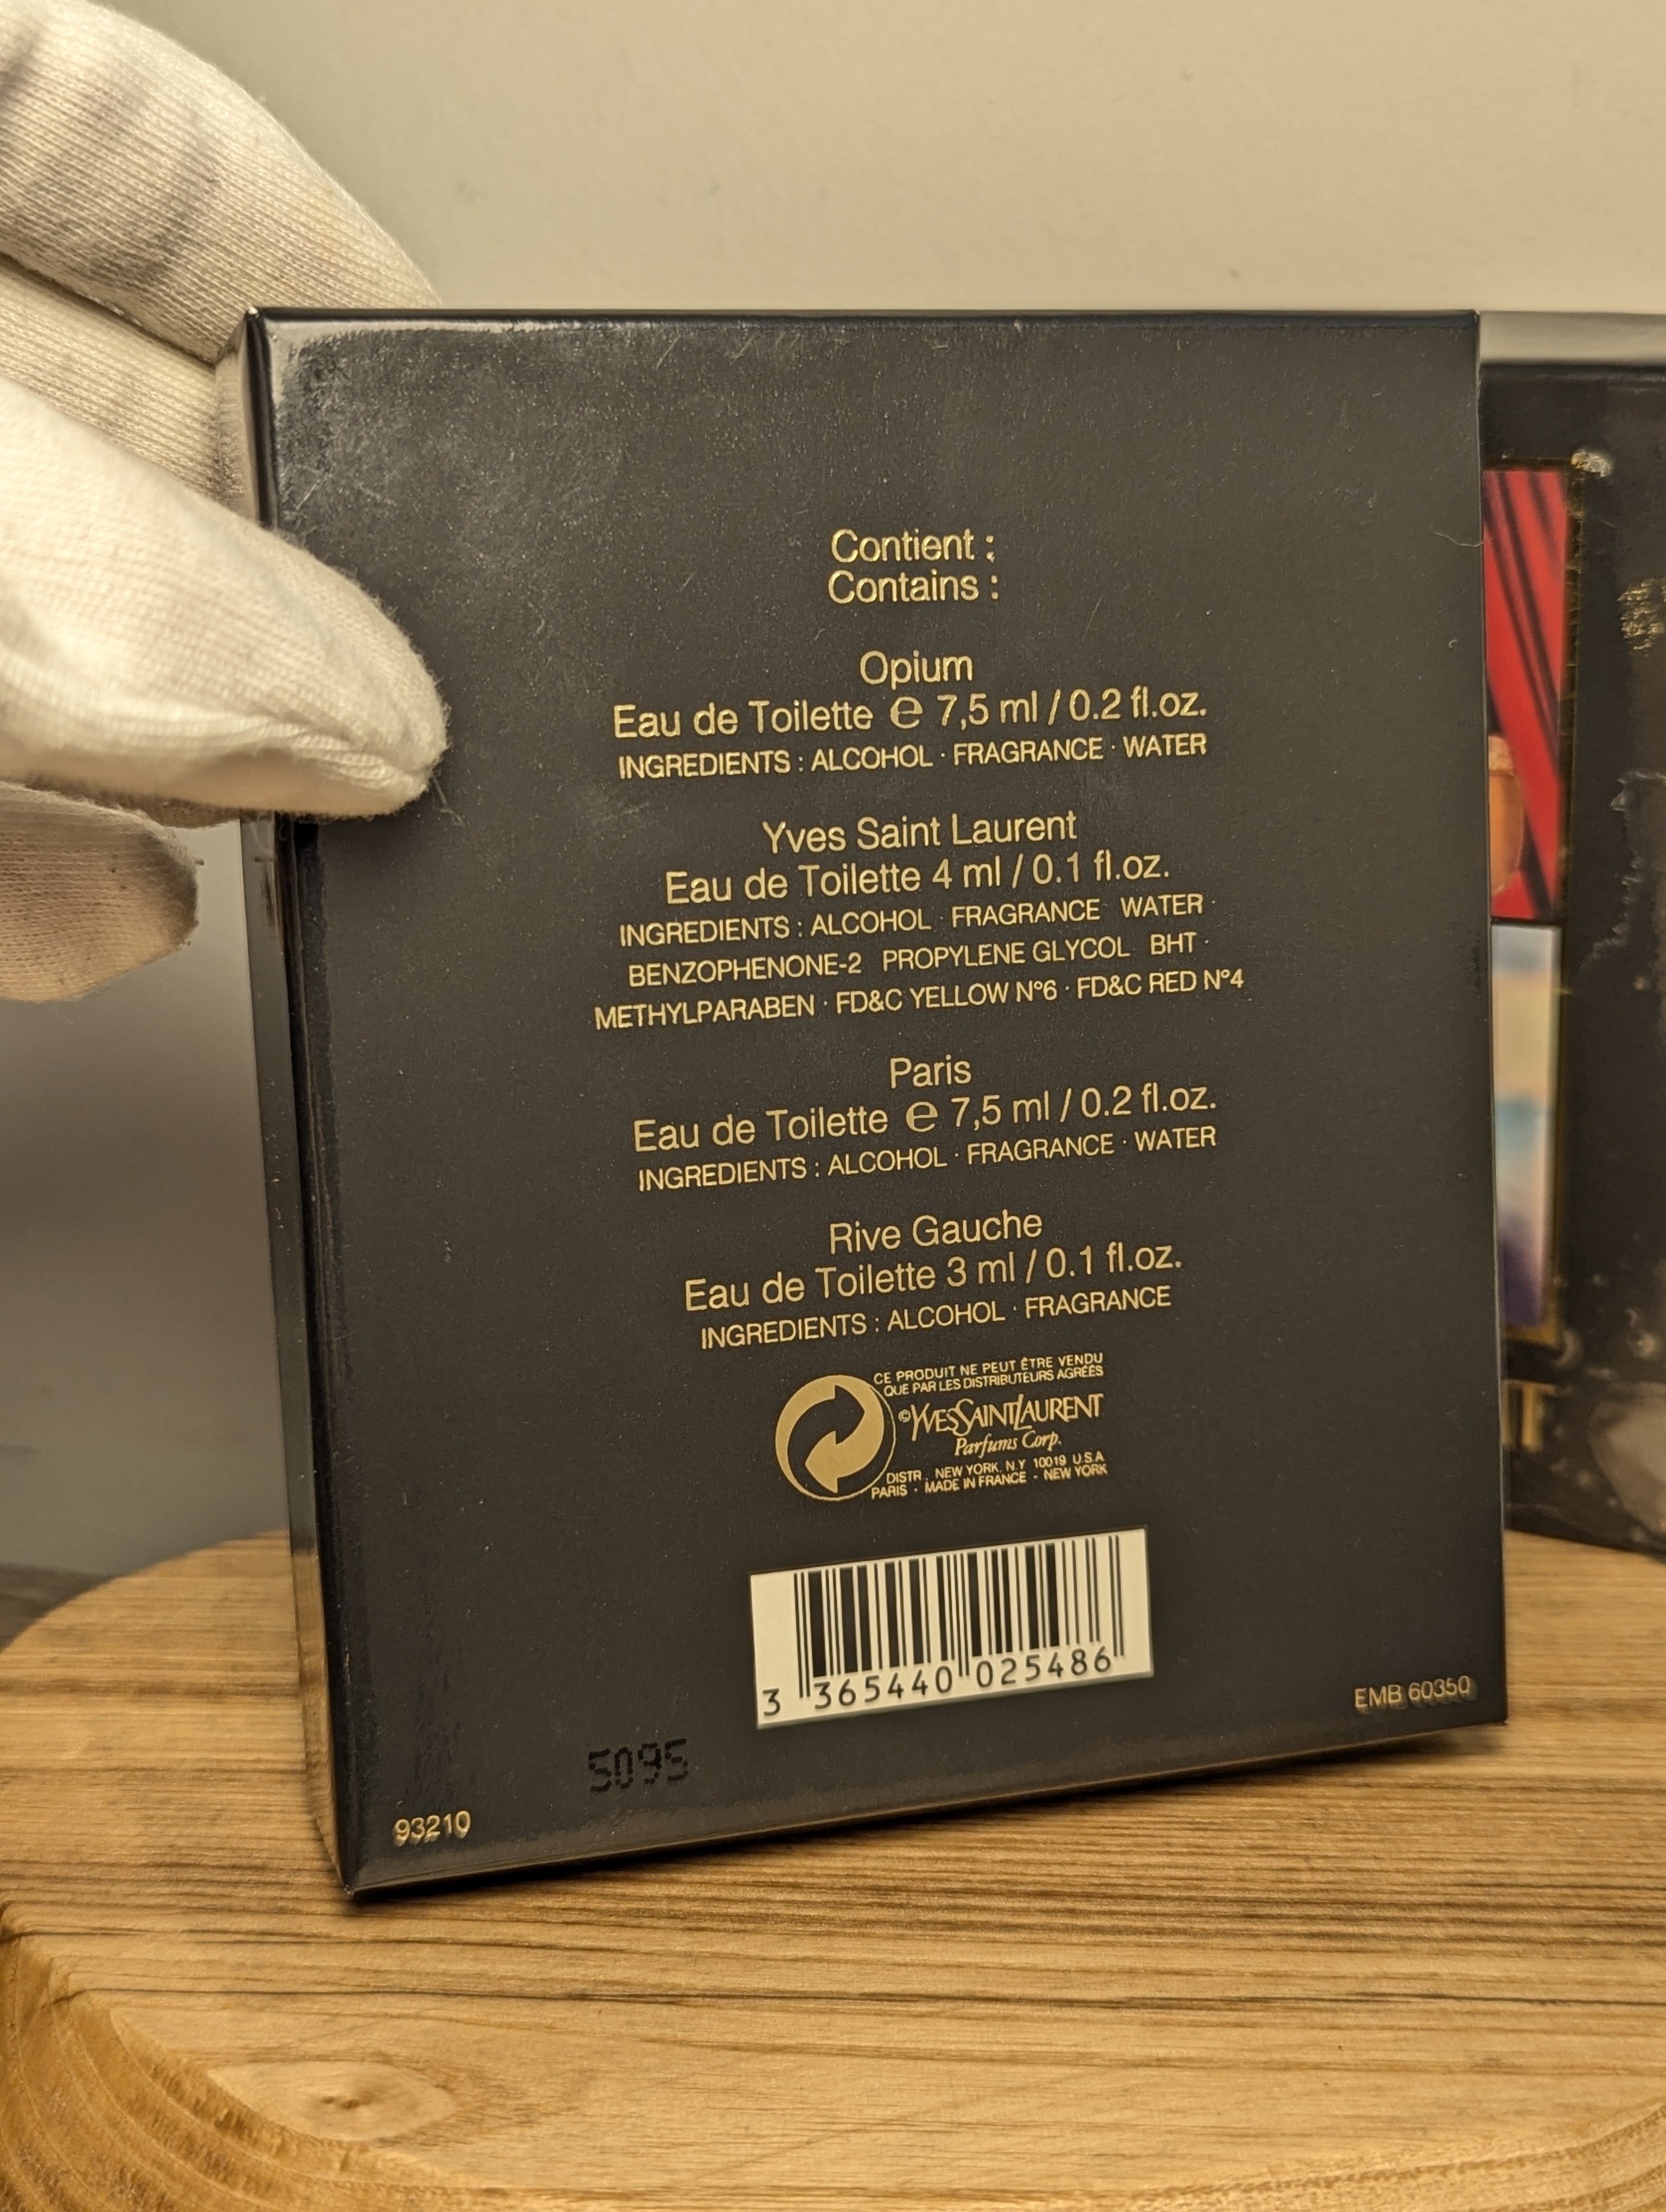 Contient :
Contains :
Opium
Eau de Toilette ℮ 7,5 ml / 0.2 fl.oz.
INGREDIENTS : ALCOHOL · FRAGRANCE · WATER
Yves Saint Laurent
Eau de Toilette 4 ml / 0.1 fl.oz.
INGREDIENTS : ALCOHOL · FRAGRANCE WATER ·
BENZOPHENONE-2 PROPYLENE GLYCOL BHT ·
METHYLPARABEN · FD&C YELLOW N°6 · FD&C RED N°4
Paris
Eau de Toilette ℮ 7,5 ml / 0.2 fl.oz.
INGREDIENTS : ALCOHOL · FRAGRANCE · WATER
Rive Gauche
Eau de Toilette 3 ml / 0.1 fl.oz.
INGREDIENTS : ALCOHOL · FRAGRANCE
CE PRODUIT NE PEUT ÊTRE VENDU
QUE PAR LES DISTRIBUTEURS AGRÉÉS
©YVESSAINTLAURENT
Parfums Corp.
DISTR. NEW YORK, N.Y 10019 U.S.A
PARIS - MADE IN FRANCE - NEW YORK
3 365440 025486
EMB 60350
5095
93210